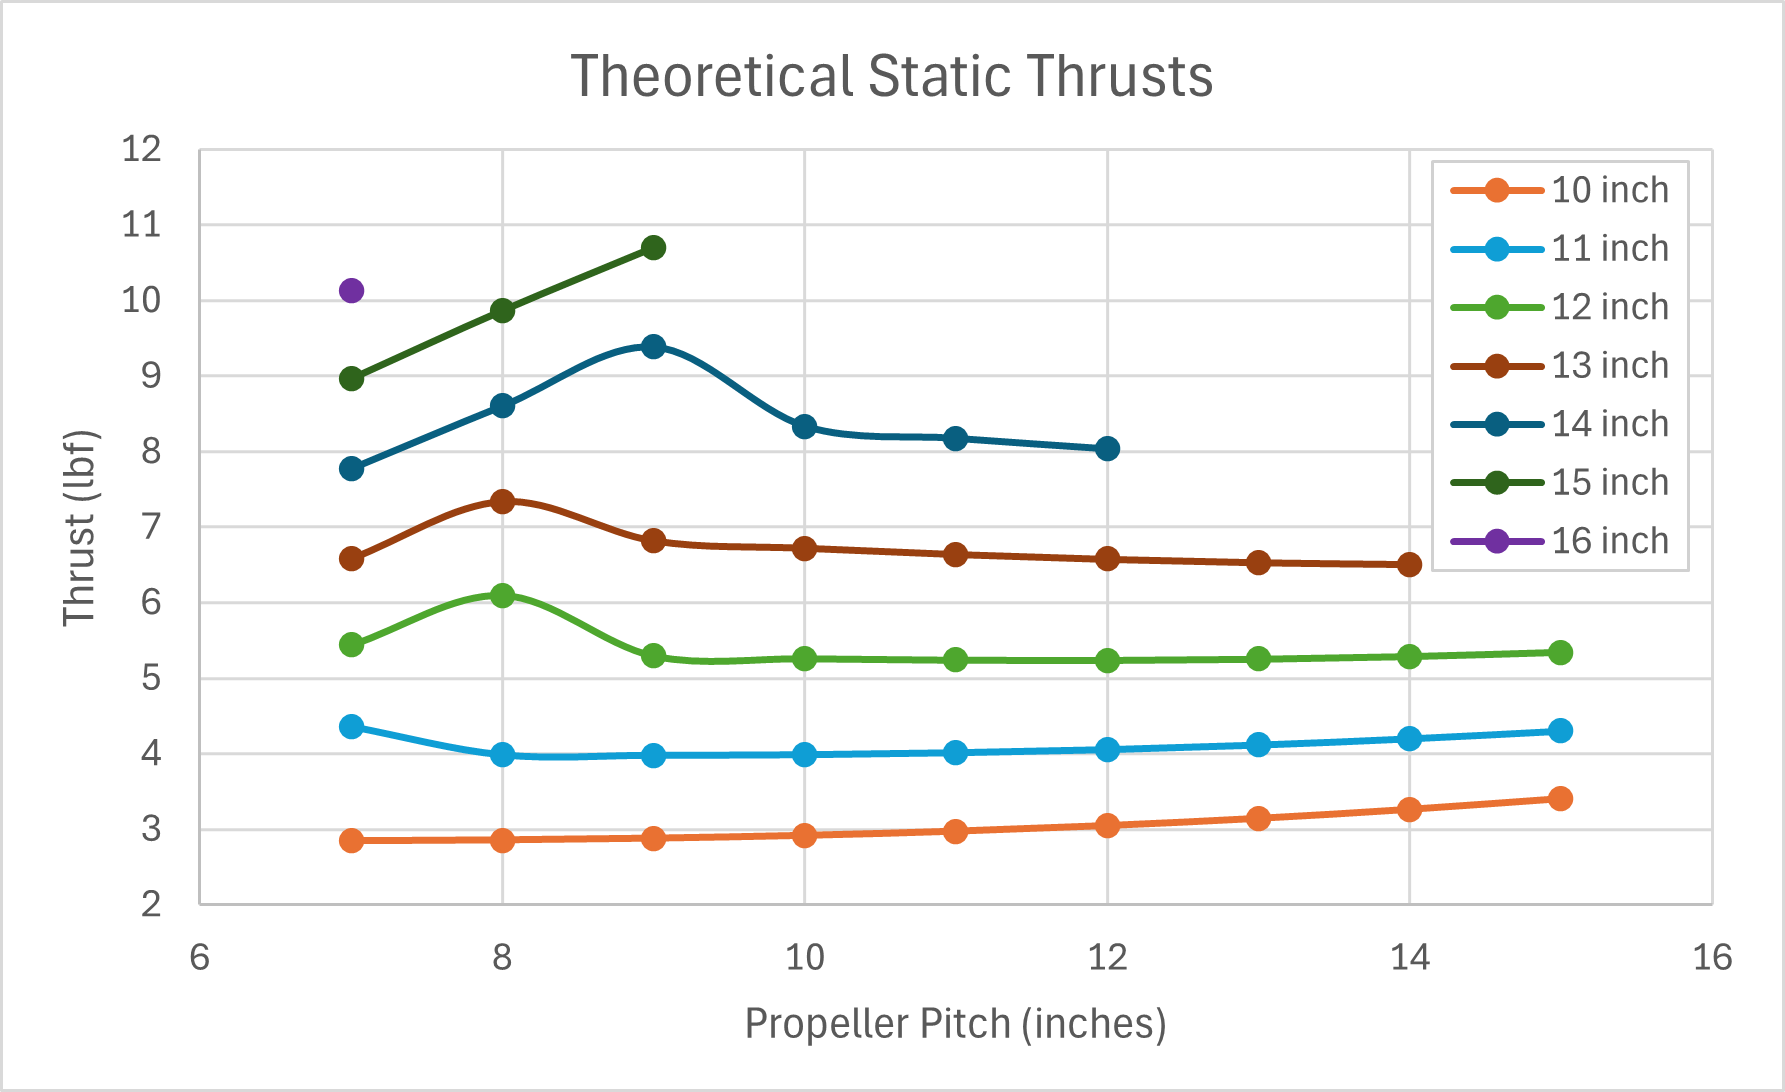 Theoretical Static Thrusts
12
11
10
9
8
7
6
5
4
3
2
Thrust (lbf)
6 8 10 12 14 16
Propeller Pitch (inches)
10 inch
11 inch
12 inch
13 inch
14 inch
15 inch
16 inch